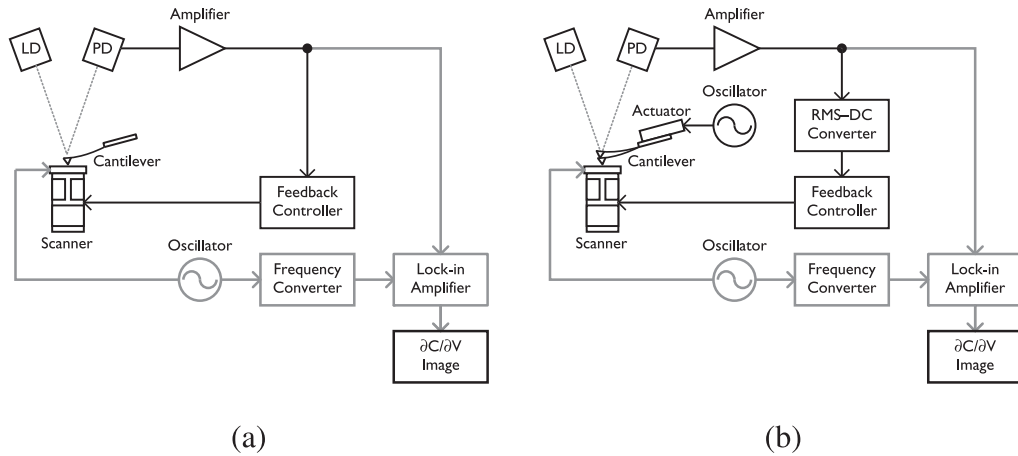 Amplifier
LD
PD
Cantilever
Feedback
Controller
Scanner
Oscillator
Frequency
Converter
Lock-in
Amplifier
∂C/∂V
Image
(a)
Amplifier
LD
PD
Oscillator
Actuator
RMS–DC
Converter
Cantilever
Feedback
Controller
Scanner
Oscillator
Frequency
Converter
Lock-in
Amplifier
∂C/∂V
Image
(b)